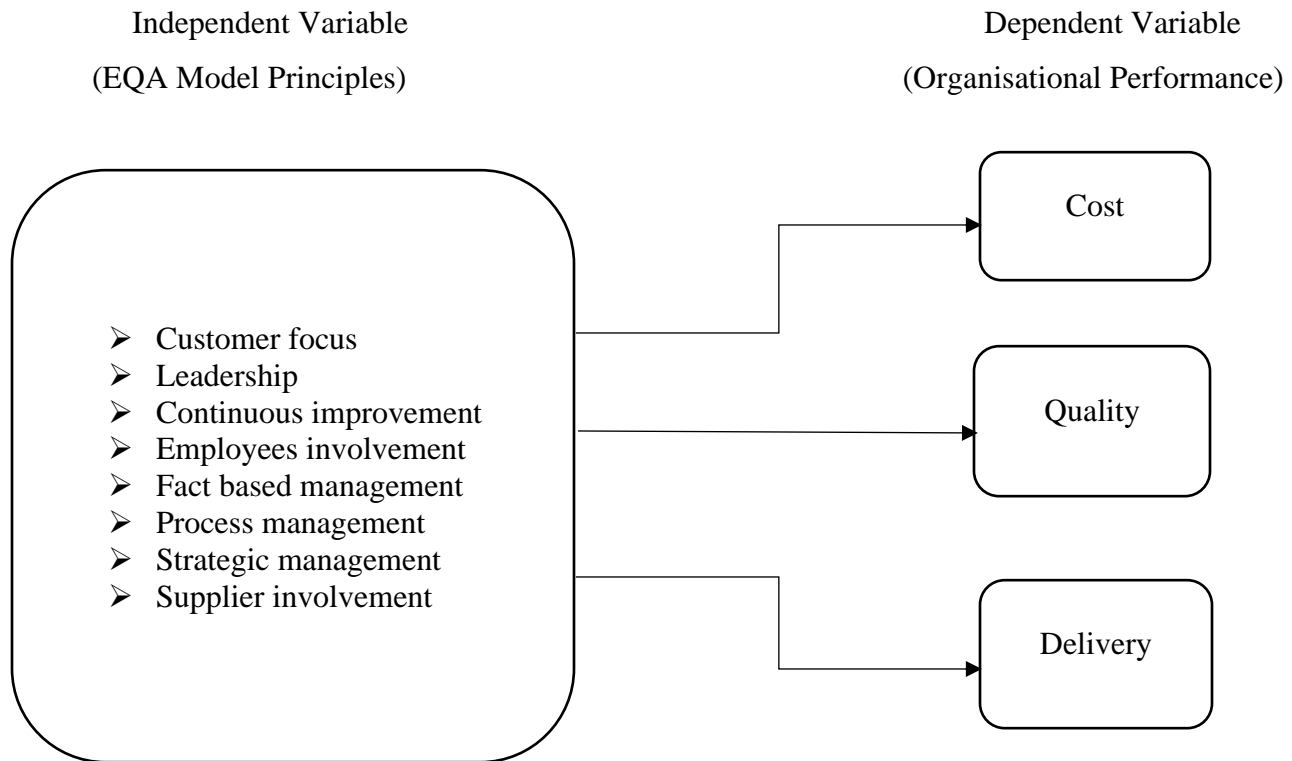 Independent Variable
(EQA Model Principles)
Dependent Variable
(Organisational Performance)
➢ Customer focus
➢ Leadership
➢ Continuous improvement
➢ Employees involvement
➢ Fact based management
➢ Process management
➢ Strategic management
➢ Supplier involvement
Cost
Quality
Delivery